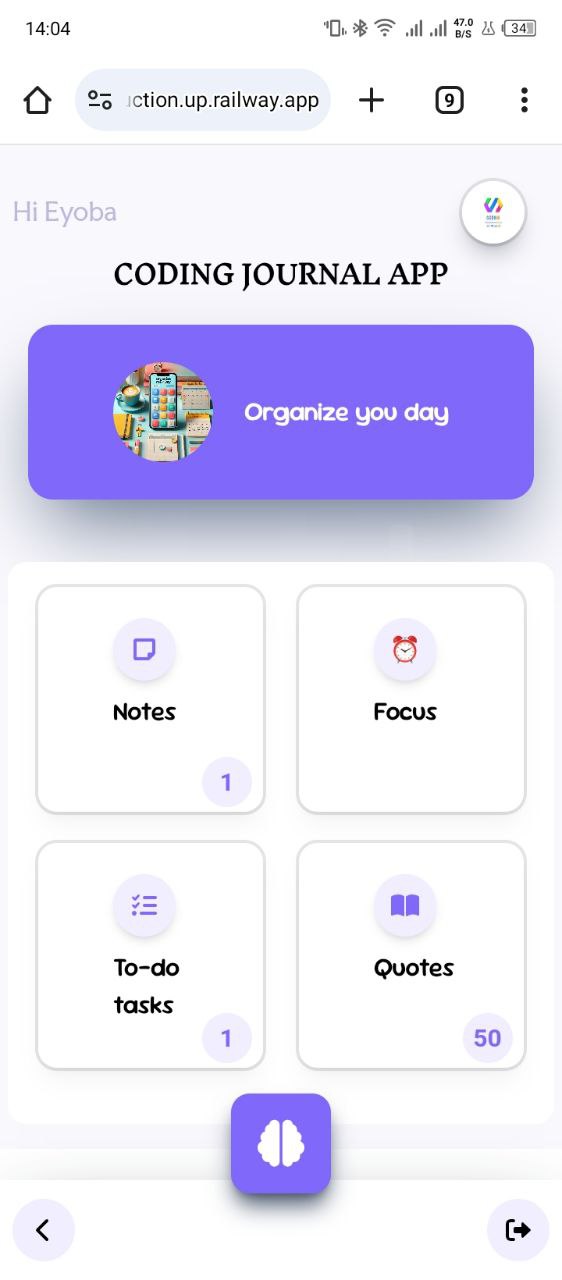 14:04
47.0
B/S
34
ction.up.railway.app
9
Hi Eyoba
CODING JOURNAL APP
Organize you day
Notes
1
Focus
To-do
tasks
1
Quotes
50